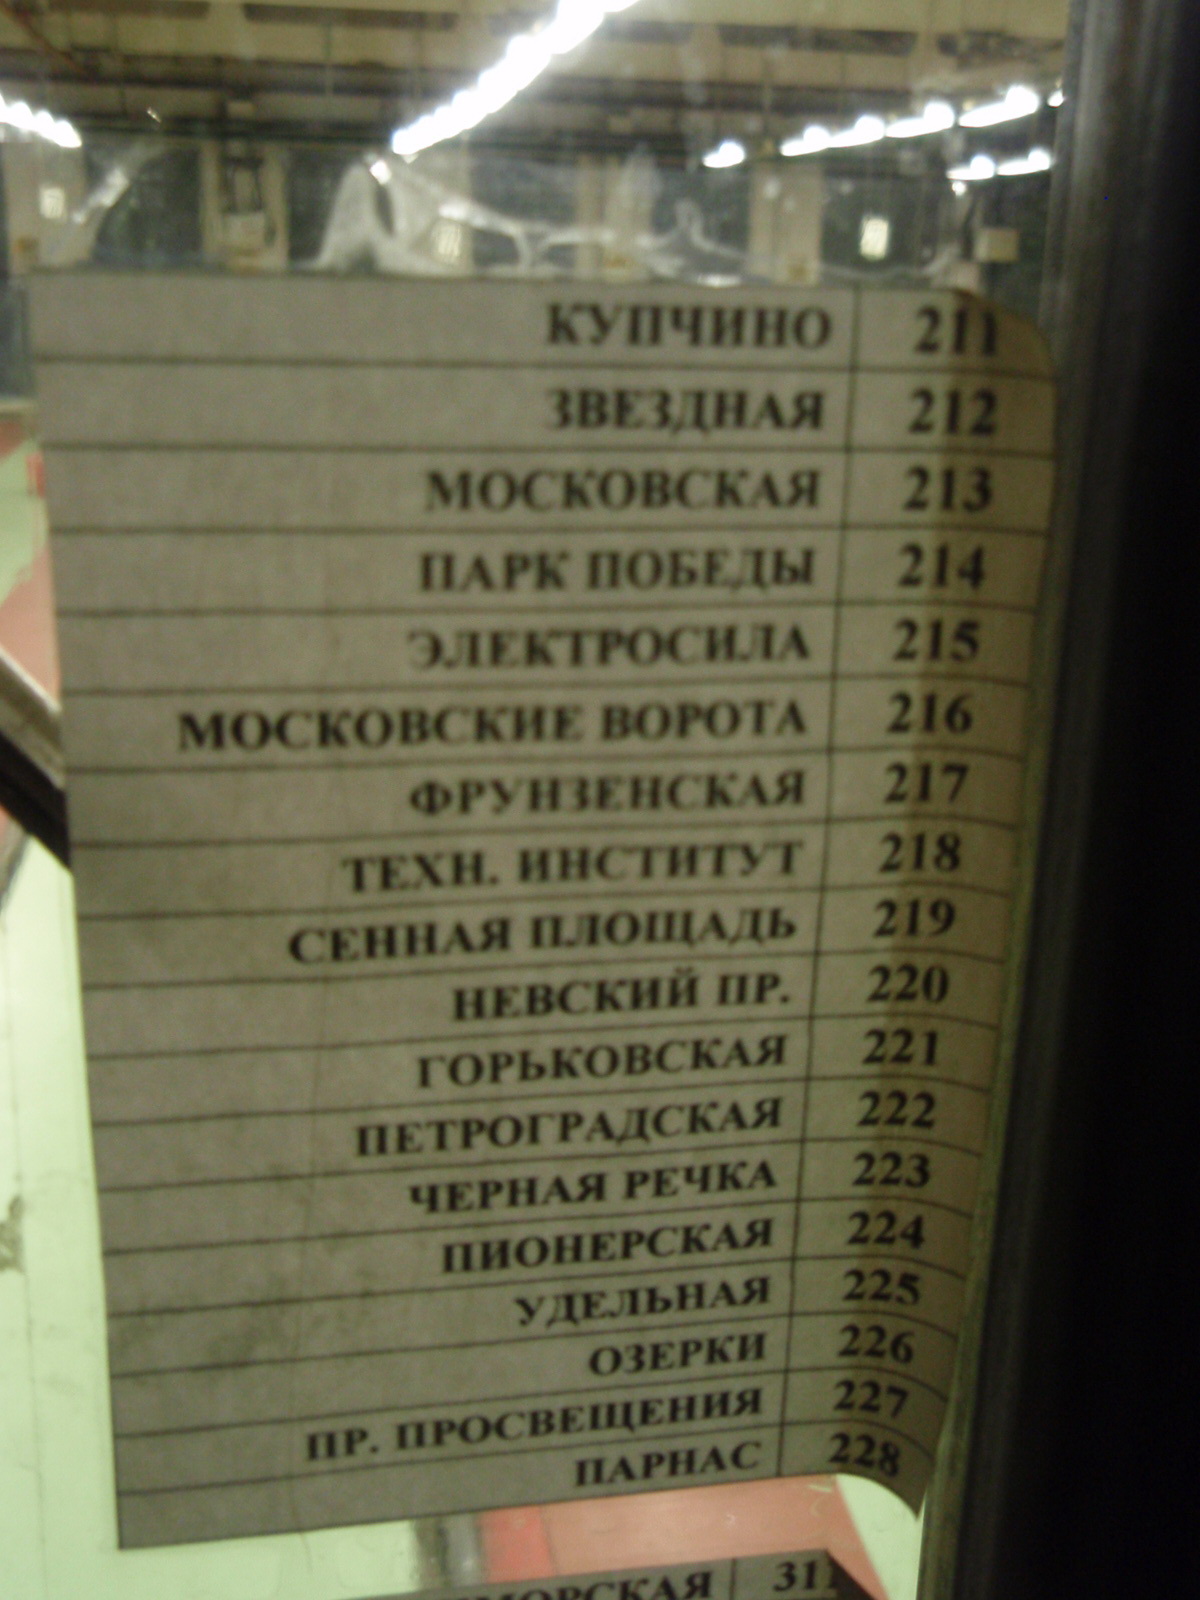 КУПЧИНО 211
ЗВЕЗДНАЯ 212
МОСКОВСКАЯ 213
ПАРК ПОБЕДЫ 214
ЭЛЕКТРОСИЛА 215
МОСКОВСКИЕ ВОРОТА 216
ФРУНЗЕНСКАЯ 217
ТЕХН. ИНСТИТУТ 218
СЕННАЯ ПЛОЩАДЬ 219
НЕВСКИЙ ПР. 220
ГОРЬКОВСКАЯ 221
ПЕТРОГРАДСКАЯ 222
ЧЕРНАЯ РЕЧКА 223
ПИОНЕРСКАЯ 224
УДЕЛЬНАЯ 225
ОЗЕРКИ 226
ПР. ПРОСВЕЩЕНИЯ 227
ПАРНАС 228